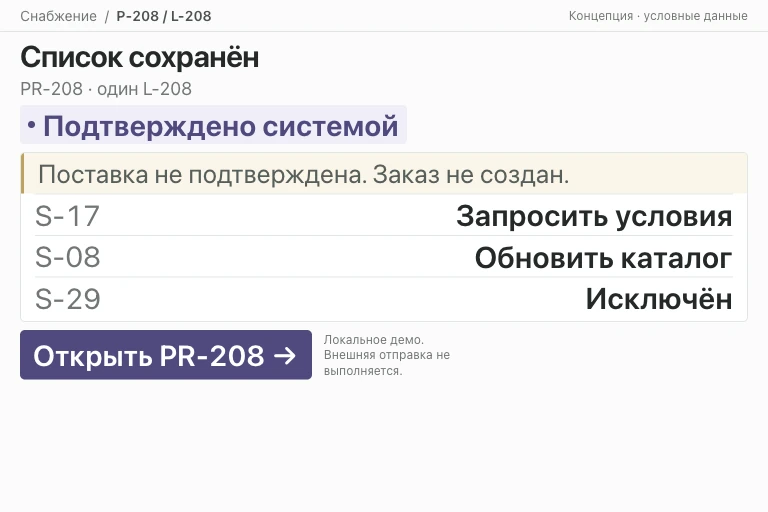 Снабжение / P-208 / L-208
Концепция · условные данные
Список сохранён
PR-208 · один L-208
• Подтверждено системой
Поставка не подтверждена. Заказ не создан.
S-17 Запросить условия
S-08 Обновить каталог
S-29 Исключён
Открыть PR-208 →
Локальное демо.
Внешняя отправка не
выполняется.